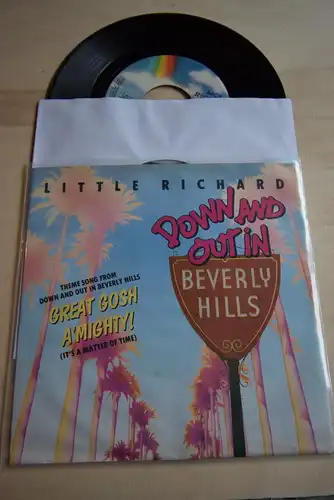 LITTLE RICHARD
DOWN AND
OUT IN
BEVERLY
HILLS
THEME SONG FROM
DOWN AND OUT IN BEVERLY HILLS
GREAT GOSH
A'MIGHTY!
(IT'S A MATTER OF TIME)